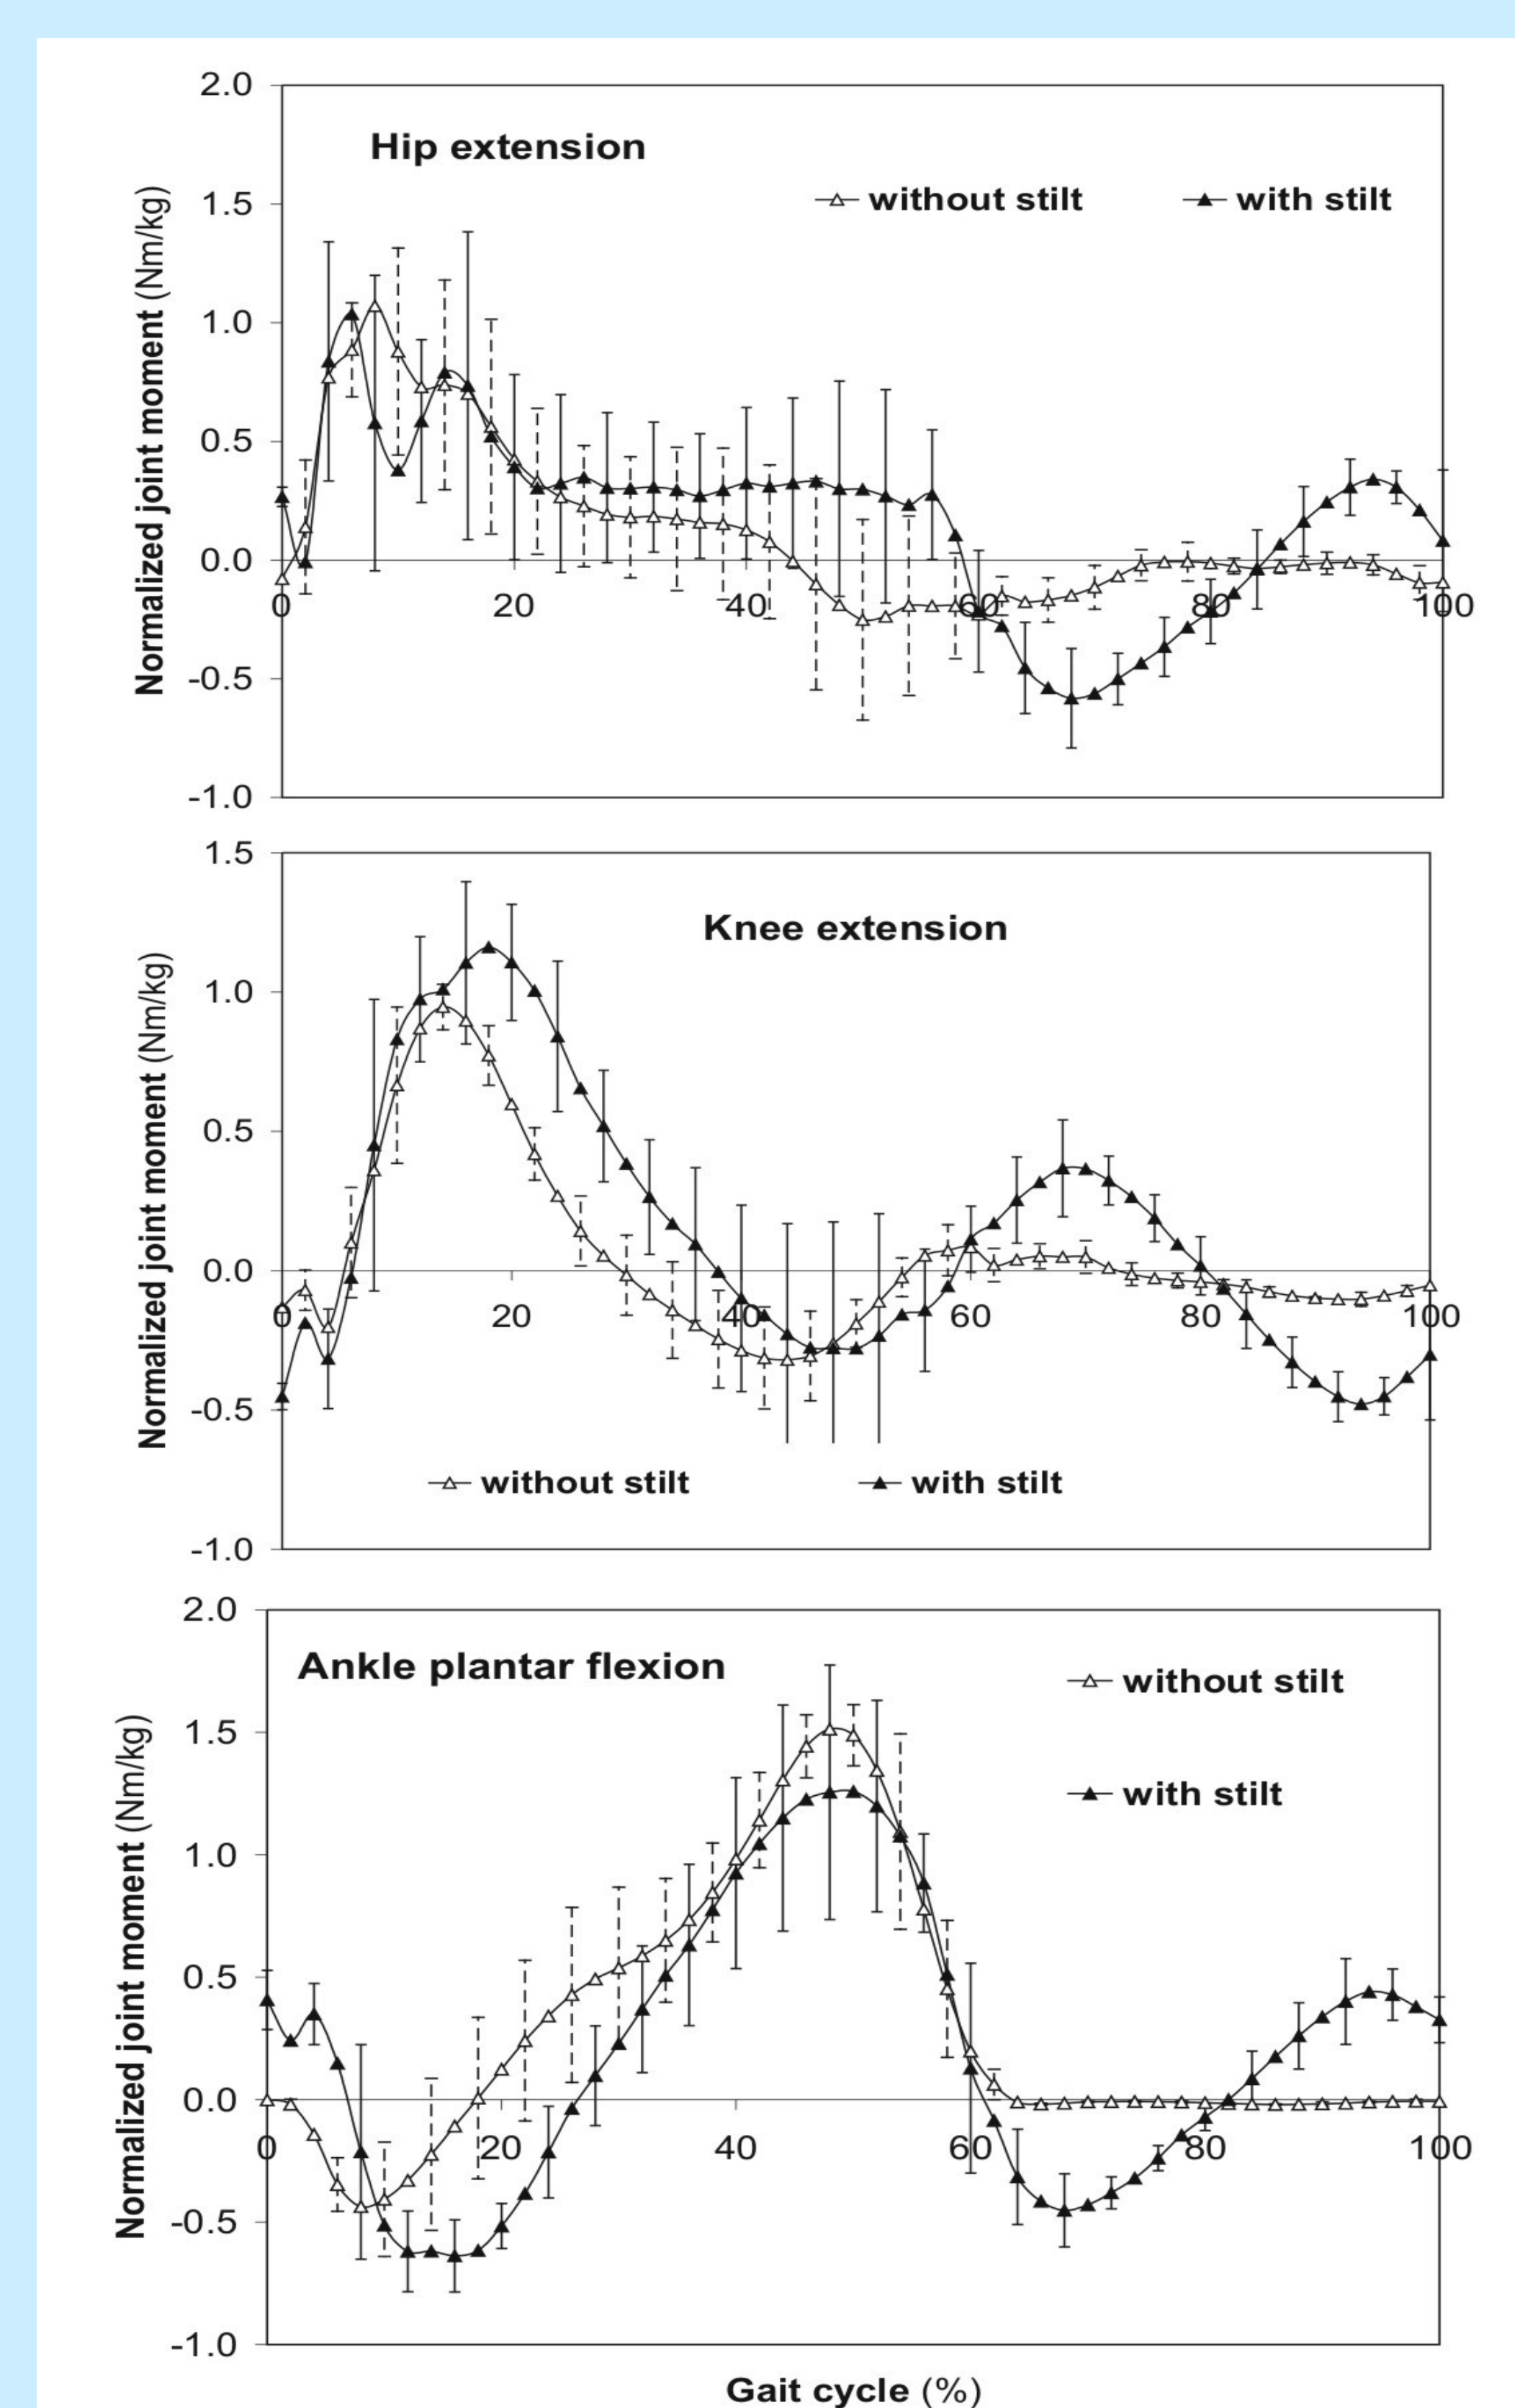 2.0
Hip extension
1.5
without stilt with stilt
1.0
0.5
0.0
0 20 40 60 80 100
-0.5
-1.0
Normalized joint moment (Nm/kg)
1.5
Knee extension
1.0
0.5
0.0
0 20 40 60 80 100
-0.5
without stilt with stilt
-1.0
Normalized joint moment (Nm/kg)
2.0
Ankle plantar flexion
without stilt
1.5
with stilt
1.0
0.5
0.0
0 20 40 60 80 100
-0.5
-1.0
Normalized joint moment (Nm/kg)
Gait cycle (%)